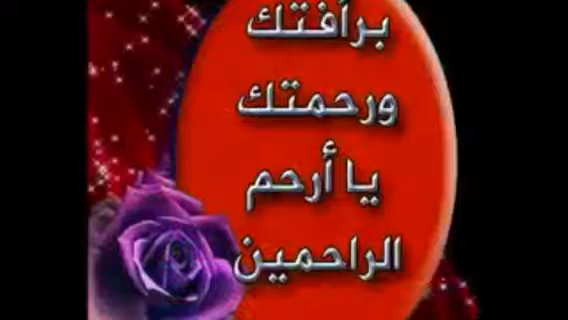 برأفتك
ورحمتك
يا أرحم
الراحمين